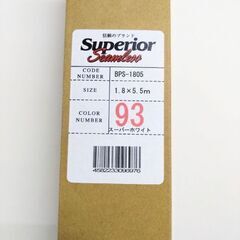 信頼のブランド
Superior
Seamless
CODE NUMBER BPS-1805
SIZE 1.8×5.5m
COLOR NUMBER 93
スーパーホワイト
4582233096976